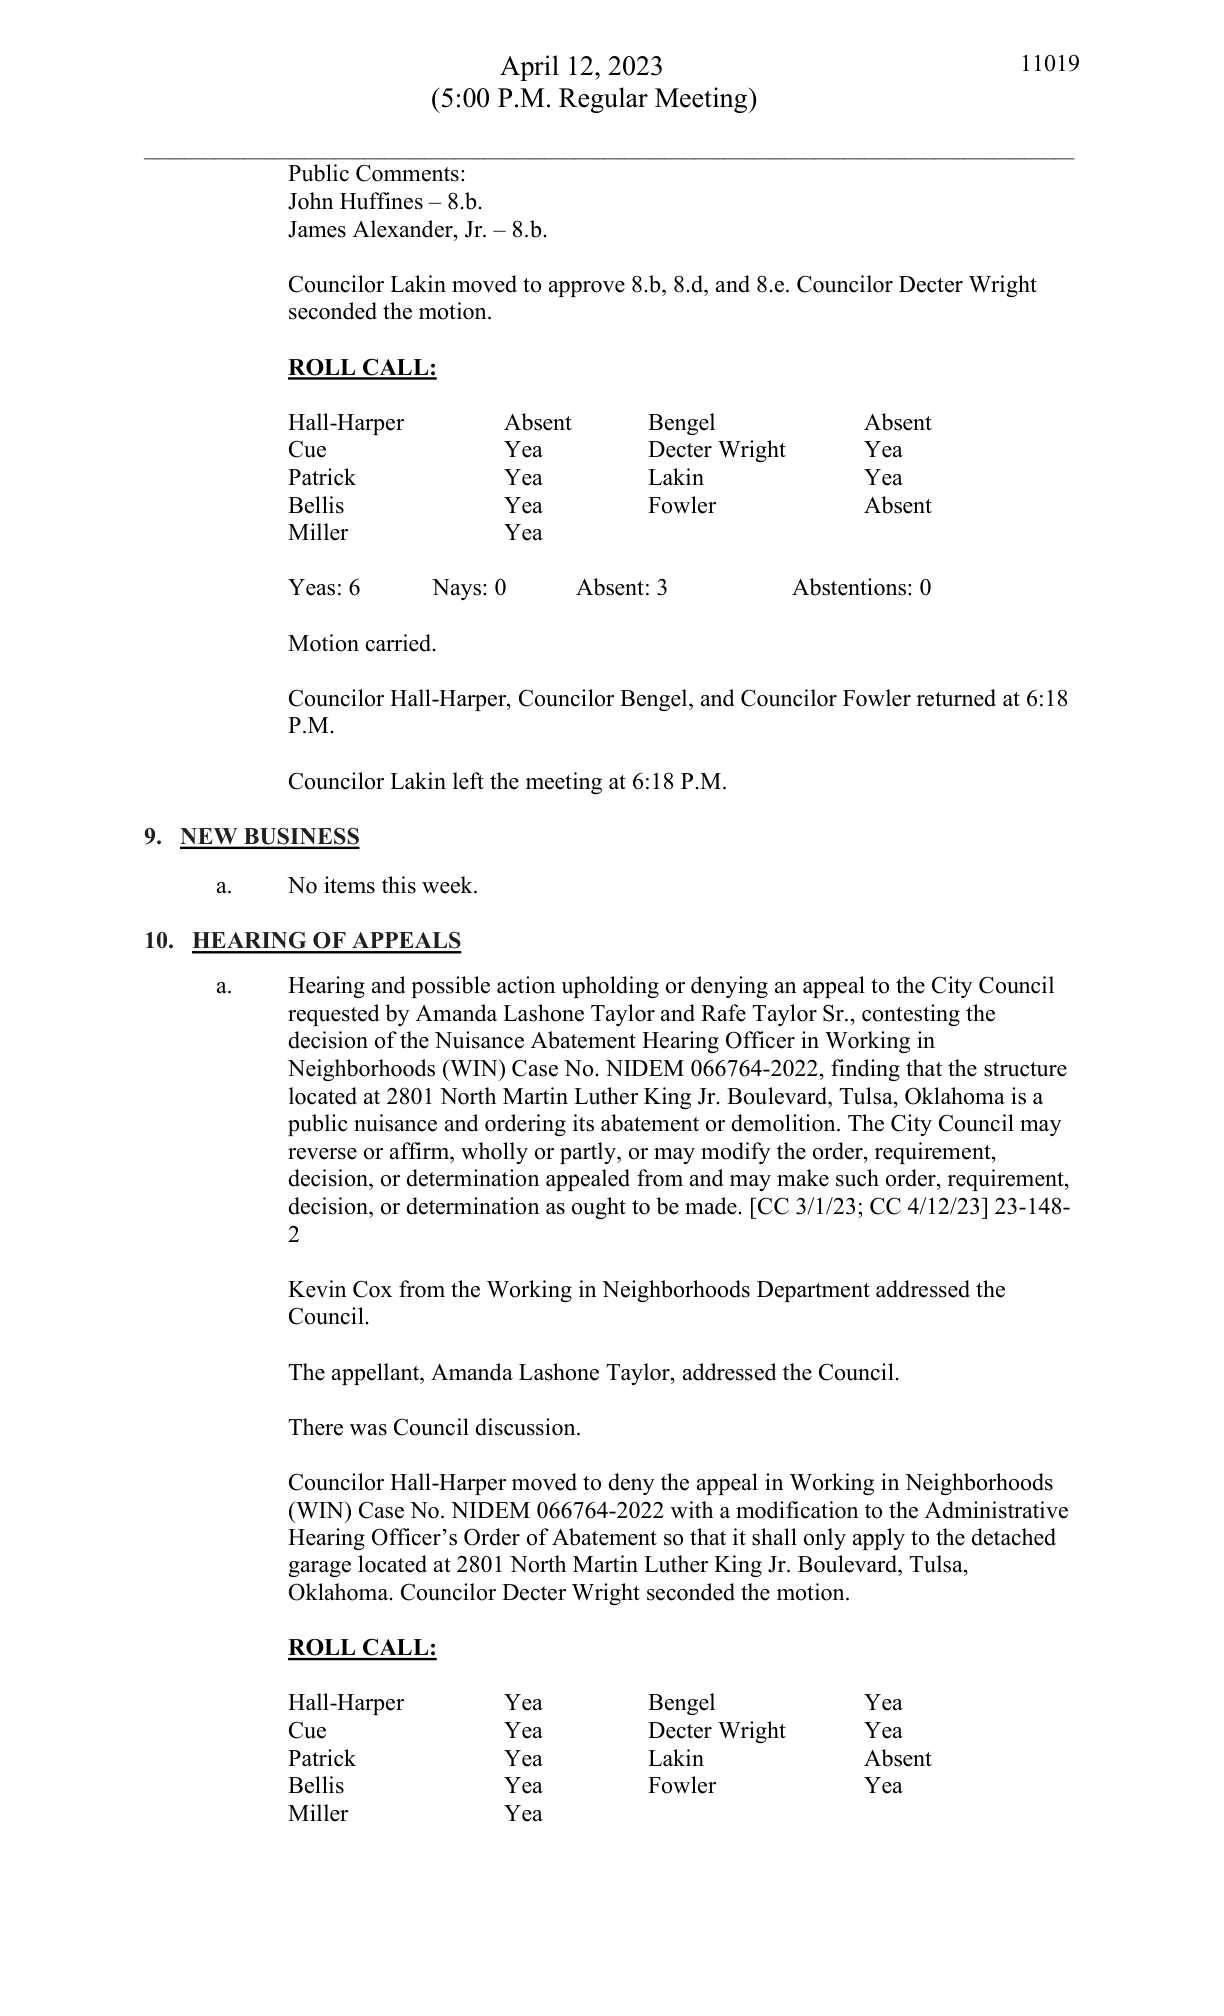 April 12, 2023
11019
(5:00 P.M. Regular Meeting)
Public Comments:
John Huffines – 8.b.
James Alexander, Jr. – 8.b.
Councilor Lakin moved to approve 8.b, 8.d, and 8.e. Councilor Decter Wright
seconded the motion.
ROLL CALL:
Hall-Harper Absent Bengel Absent
Cue Yea Decter Wright Yea
Patrick Yea Lakin Yea
Bellis Yea Fowler Absent
Miller Yea
Yeas: 6 Nays: 0 Absent: 3 Abstentions: 0
Motion carried.
Councilor Hall-Harper, Councilor Bengel, and Councilor Fowler returned at 6:18
P.M.
Councilor Lakin left the meeting at 6:18 P.M.
9. NEW BUSINESS
a. No items this week.
10. HEARING OF APPEALS
a. Hearing and possible action upholding or denying an appeal to the City Council
requested by Amanda Lashone Taylor and Rafe Taylor Sr., contesting the
decision of the Nuisance Abatement Hearing Officer in Working in
Neighborhoods (WIN) Case No. NIDEM 066764-2022, finding that the structure
located at 2801 North Martin Luther King Jr. Boulevard, Tulsa, Oklahoma is a
public nuisance and ordering its abatement or demolition. The City Council may
reverse or affirm, wholly or partly, or may modify the order, requirement,
decision, or determination appealed from and may make such order, requirement,
decision, or determination as ought to be made. [CC 3/1/23; CC 4/12/23] 23-148-
2
Kevin Cox from the Working in Neighborhoods Department addressed the
Council.
The appellant, Amanda Lashone Taylor, addressed the Council.
There was Council discussion.
Councilor Hall-Harper moved to deny the appeal in Working in Neighborhoods
(WIN) Case No. NIDEM 066764-2022 with a modification to the Administrative
Hearing Officer’s Order of Abatement so that it shall only apply to the detached
garage located at 2801 North Martin Luther King Jr. Boulevard, Tulsa,
Oklahoma. Councilor Decter Wright seconded the motion.
ROLL CALL:
Hall-Harper Yea Bengel Yea
Cue Yea Decter Wright Yea
Patrick Yea Lakin Absent
Bellis Yea Fowler Yea
Miller Yea